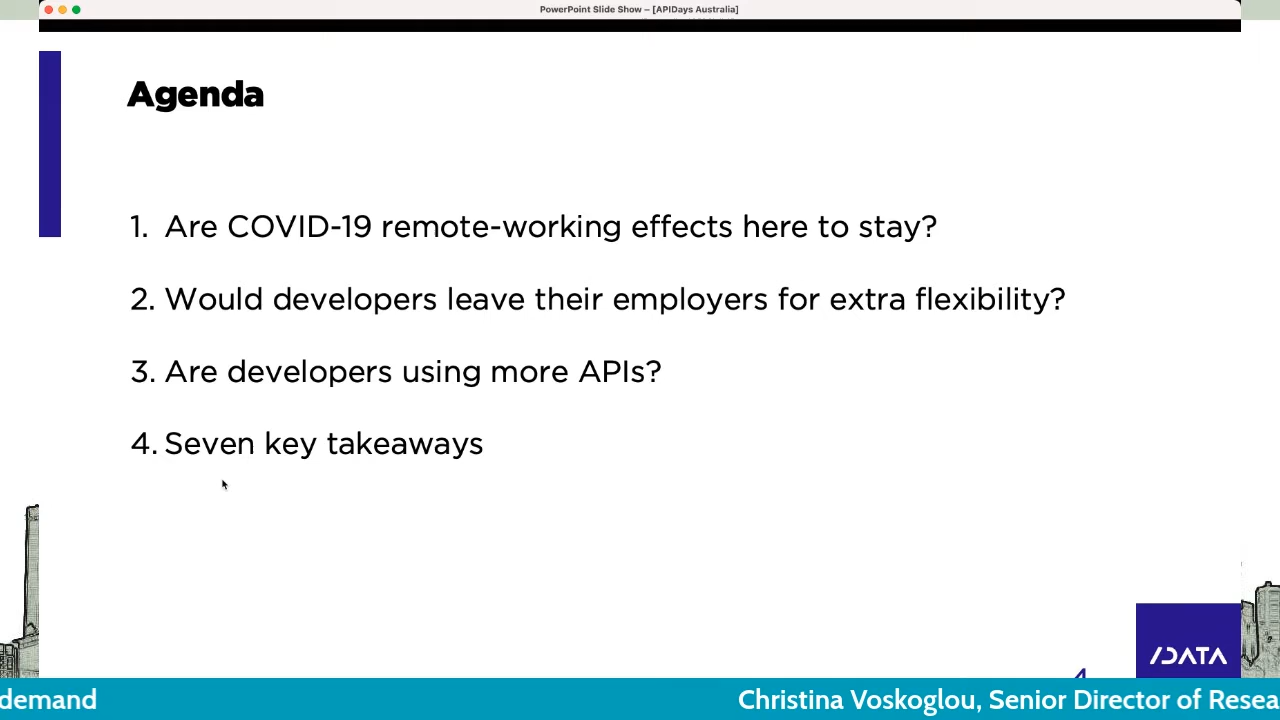 PowerPoint Slide Show – [APIDays Australia]
Agenda
1. Are COVID-19 remote-working effects here to stay?
2. Would developers leave their employers for extra flexibility?
3. Are developers using more APIs?
4. Seven key takeaways
4
/DATA
demand
Christina Voskoglou, Senior Director of Resea